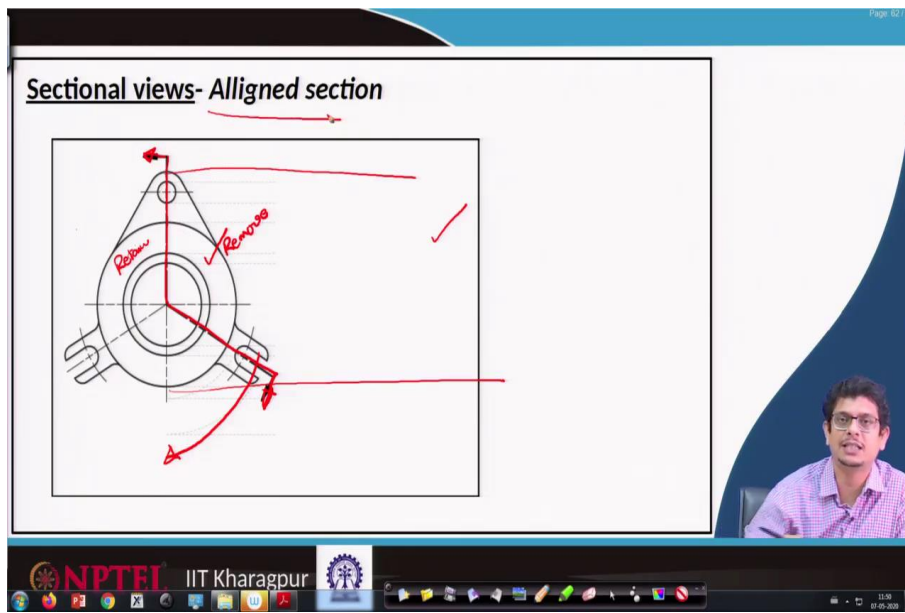 Page: 62 /
Sectional views- Alligned section
Remove
Retain
NPTEL IIT Kharagpur
11:50
07-05-2020